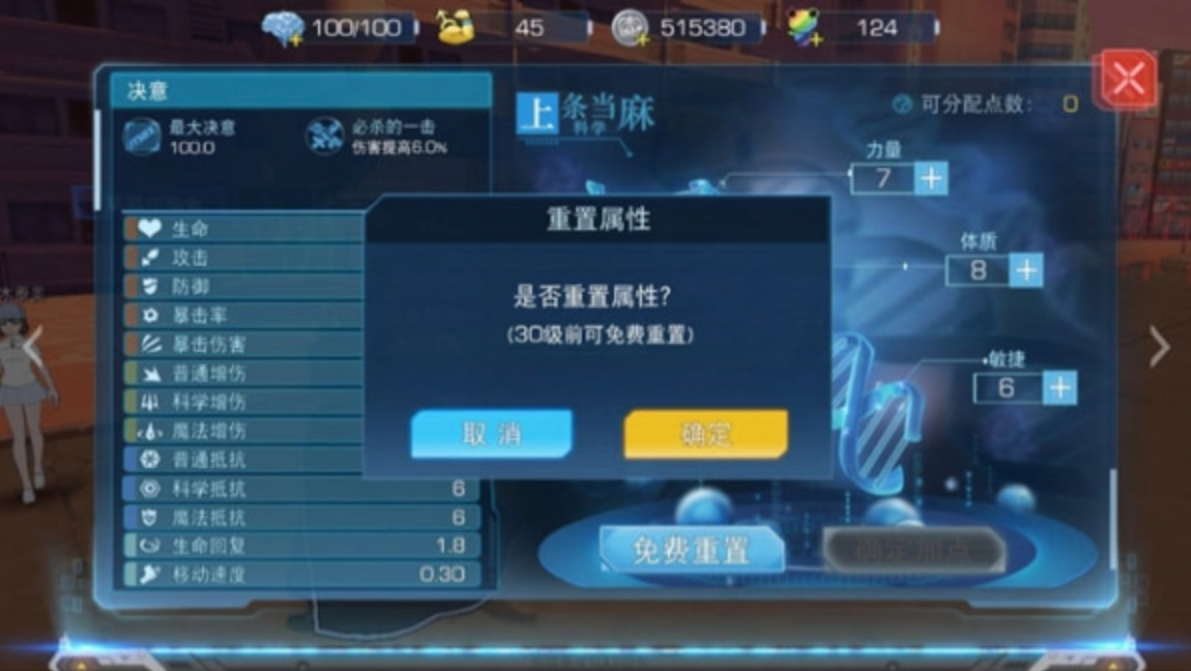 100/100
45
515380
124
决意
最大决意
100.0
必杀的一击
伤害提高6.0%
上条当麻
科学
可分配点数： 0
力量
7
体质
8
敏捷
6
生命
攻击
防御
暴击率
暴击伤害
普通增伤
科学增伤
魔法增伤
普通抵抗
科学抵抗 6
魔法抵抗 6
生命回复 1.8
移动速度 0.30
重置属性
是否重置属性?
(30级前可免费重置)
取消
确定
免费重置
确定加点